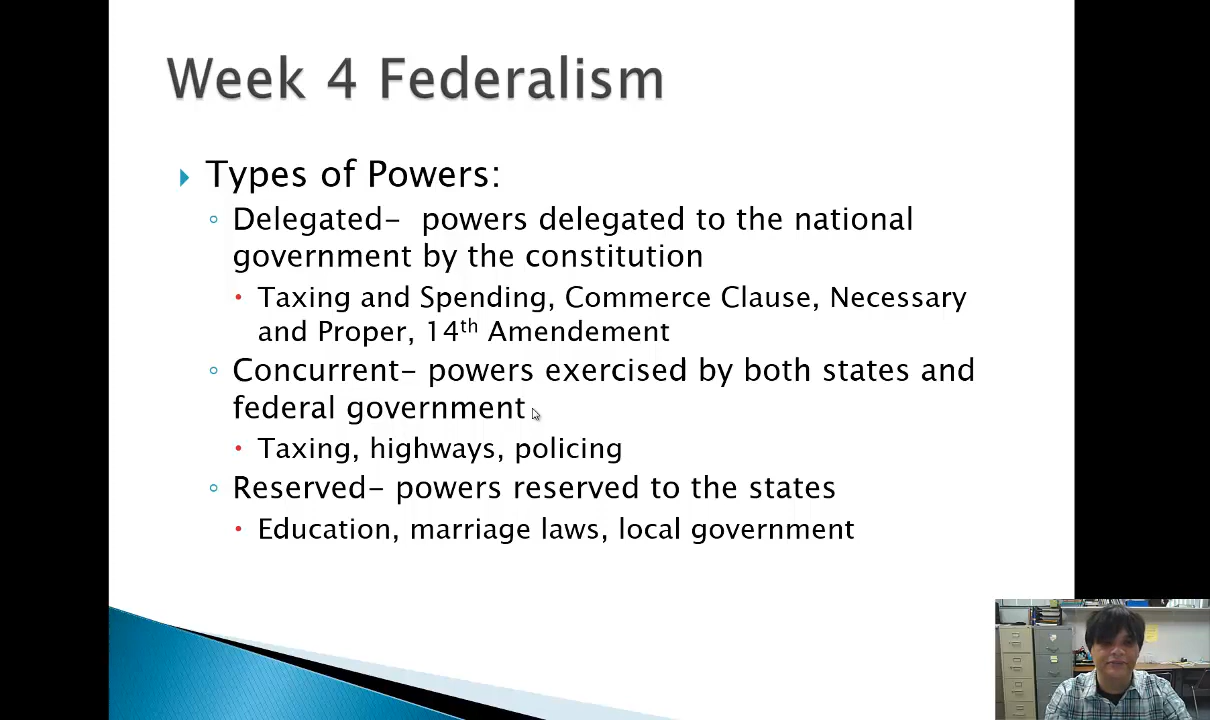 Week 4 Federalism
Types of Powers:
Delegated- powers delegated to the national
government by the constitution
Taxing and Spending, Commerce Clause, Necessary
and Proper, 14th Amendement
Concurrent- powers exercised by both states and
federal government
Taxing, highways, policing
Reserved- powers reserved to the states
Education, marriage laws, local government